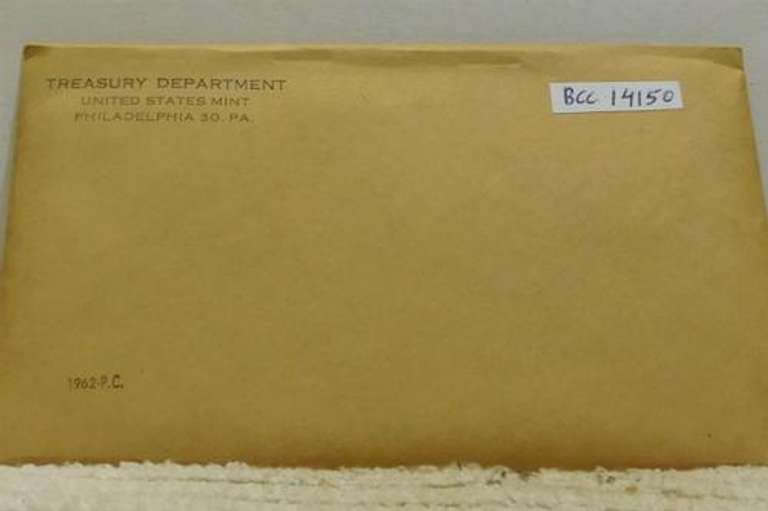 TREASURY DEPARTMENT
UNITED STATES MINT
PHILADELPHIA 30, PA.
BCC 14150
1962-P.C.